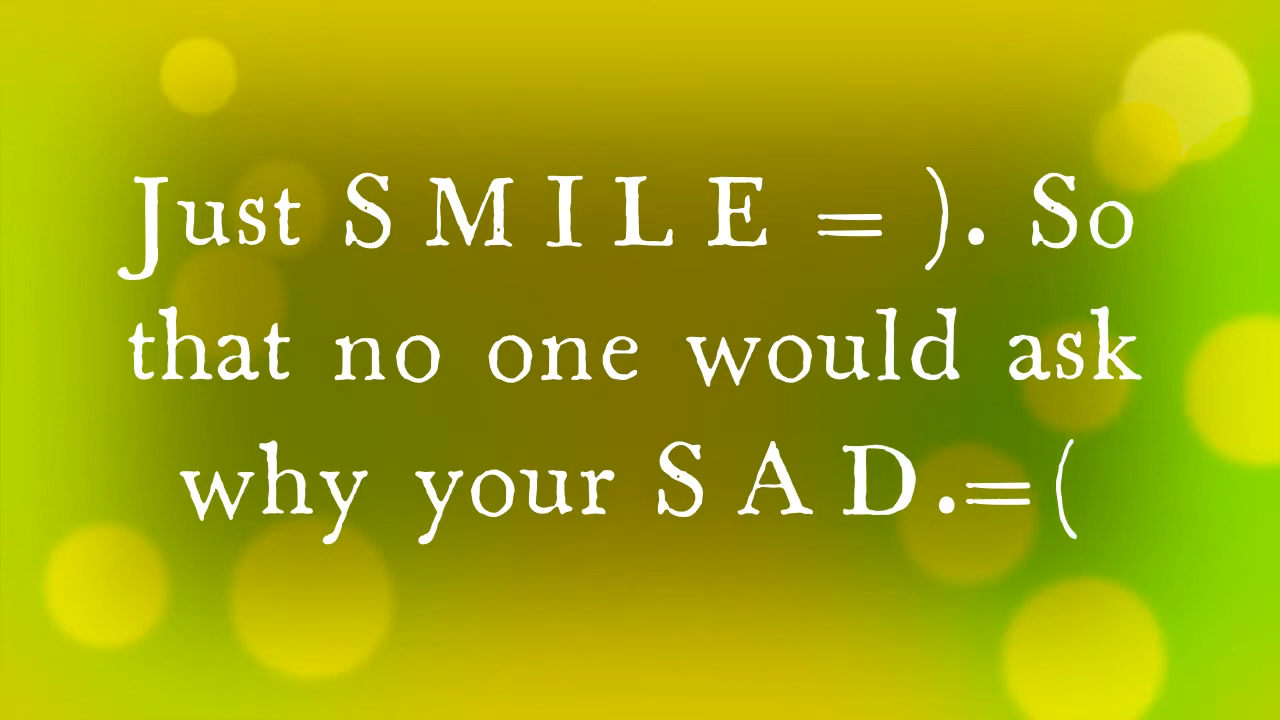 Just S M I L E = ). So
that no one would ask
why your S A D.=(